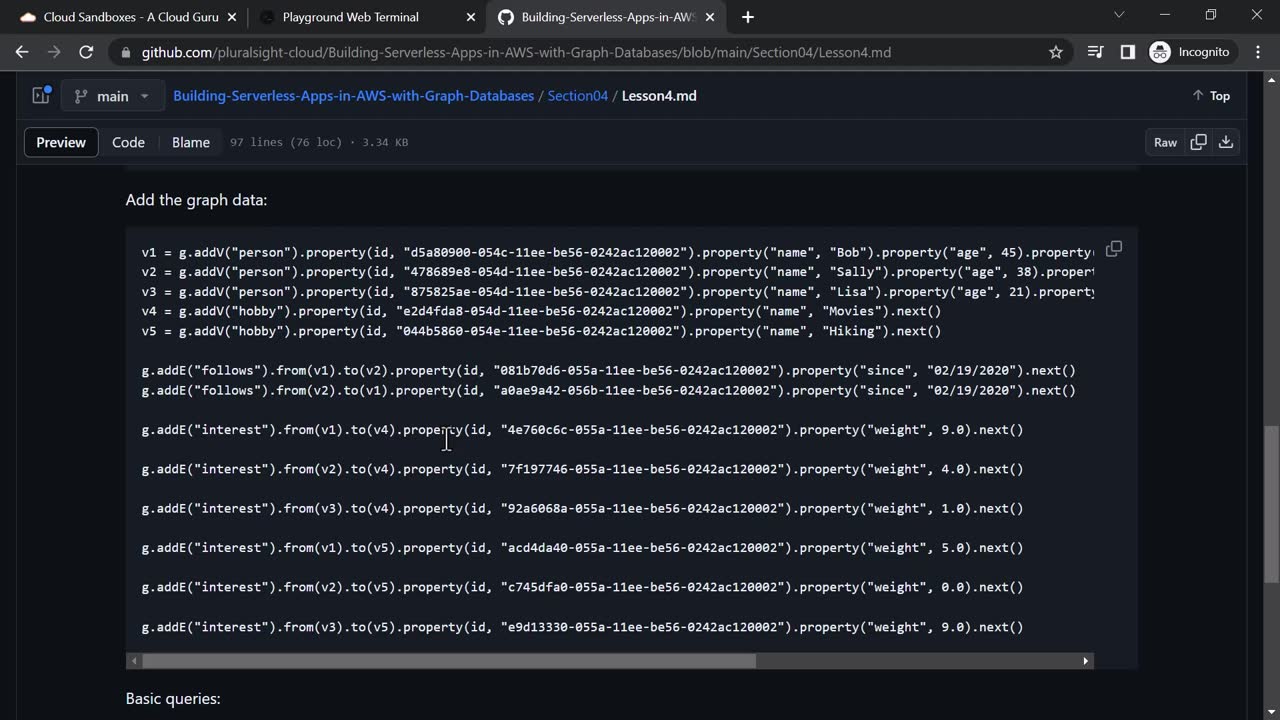 Cloud Sandboxes - A Cloud Guru
Playground Web Terminal
Building-Serverless-Apps-in-AWS
github.com/pluralsight-cloud/Building-Serverless-Apps-in-AWS-with-Graph-Databases/blob/main/Section04/Lesson4.md
Incognito
main
Building-Serverless-Apps-in-AWS-with-Graph-Databases / Section04 / Lesson4.md
Top
Preview
Code
Blame
97 lines (76 loc) · 3.34 KB
Raw
Add the graph data:
v1 = g.addV("person").property(id, "d5a80900-054c-11ee-be56-0242ac120002").property("name", "Bob").property("age", 45).property(
v2 = g.addV("person").property(id, "478689e8-054d-11ee-be56-0242ac120002").property("name", "Sally").property("age", 38).propert
v3 = g.addV("person").property(id, "875825ae-054d-11ee-be56-0242ac120002").property("name", "Lisa").property("age", 21).property
v4 = g.addV("hobby").property(id, "e2d4fda8-054d-11ee-be56-0242ac120002").property("name", "Movies").next()
v5 = g.addV("hobby").property(id, "044b5860-054e-11ee-be56-0242ac120002").property("name", "Hiking").next()
g.addE("follows").from(v1).to(v2).property(id, "081b70d6-055a-11ee-be56-0242ac120002").property("since", "02/19/2020").next()
g.addE("follows").from(v2).to(v1).property(id, "a0ae9a42-056b-11ee-be56-0242ac120002").property("since", "02/19/2020").next()
g.addE("interest").from(v1).to(v4).property(id, "4e760c6c-055a-11ee-be56-0242ac120002").property("weight", 9.0).next()
g.addE("interest").from(v2).to(v4).property(id, "7f197746-055a-11ee-be56-0242ac120002").property("weight", 4.0).next()
g.addE("interest").from(v3).to(v4).property(id, "92a6068a-055a-11ee-be56-0242ac120002").property("weight", 1.0).next()
g.addE("interest").from(v1).to(v5).property(id, "acd4da40-055a-11ee-be56-0242ac120002").property("weight", 5.0).next()
g.addE("interest").from(v2).to(v5).property(id, "c745dfa0-055a-11ee-be56-0242ac120002").property("weight", 0.0).next()
g.addE("interest").from(v3).to(v5).property(id, "e9d13330-055a-11ee-be56-0242ac120002").property("weight", 9.0).next()
Basic queries: